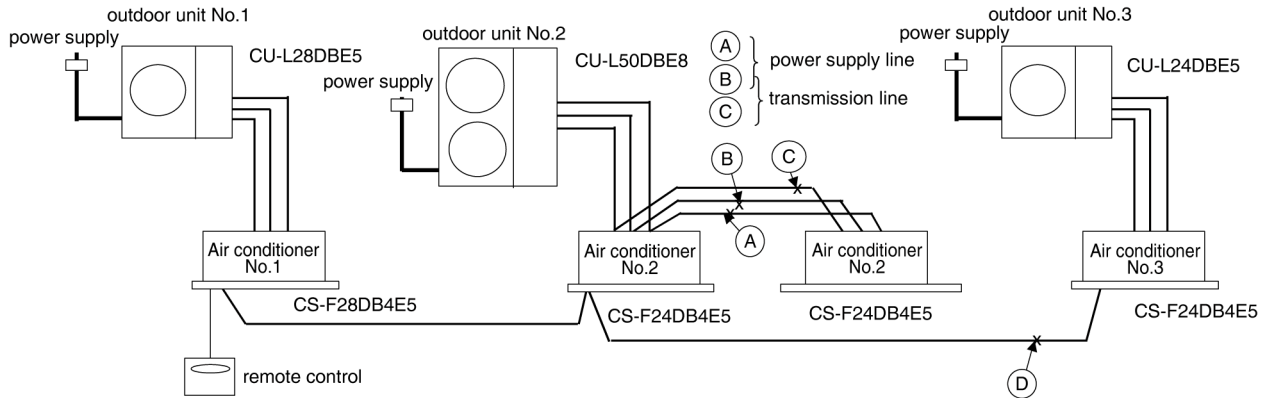 outdoor unit No.1
power supply
CU-L28DBE5
outdoor unit No.2
power supply
CU-L50DBE8
A
B
C
power supply line
transmission line
outdoor unit No.3
power supply
CU-L24DBE5
B
C
A
Air conditioner
No.1
CS-F28DB4E5
Air conditioner
No.2
CS-F24DB4E5
Air conditioner
No.2
CS-F24DB4E5
Air conditioner
No.3
CS-F24DB4E5
remote control
D